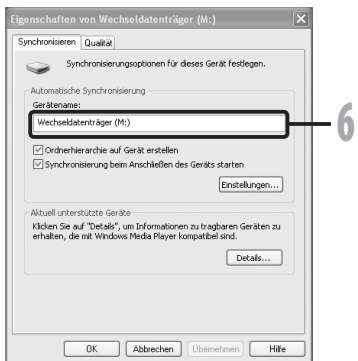 Eigenschaften von Wechseldatenträger (M:)
Synchronisieren Qualität
Synchronisierungsoptionen für dieses Gerät festlegen.
Automatische Synchronisierung
Gerätename:
Wechseldatenträger (M:)
6
Ordnerhierarchie auf Gerät erstellen
Synchronisierung beim Anschließen des Geräts starten
Einstellungen...
Aktuell unterstützte Geräte
Klicken Sie auf "Details", um Informationen zu tragbaren Geräten zu
erhalten, die mit Windows Media Player kompatibel sind.
Details...
OK Abbrechen Übernehmen Hilfe